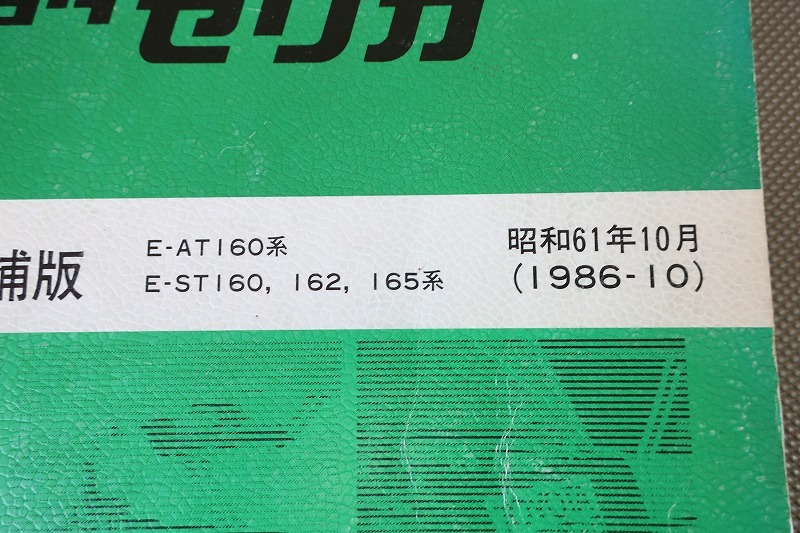 セリカ
補版
E-AT160系
E-ST160, 162, 165系
昭和61年10月
(1986-10)